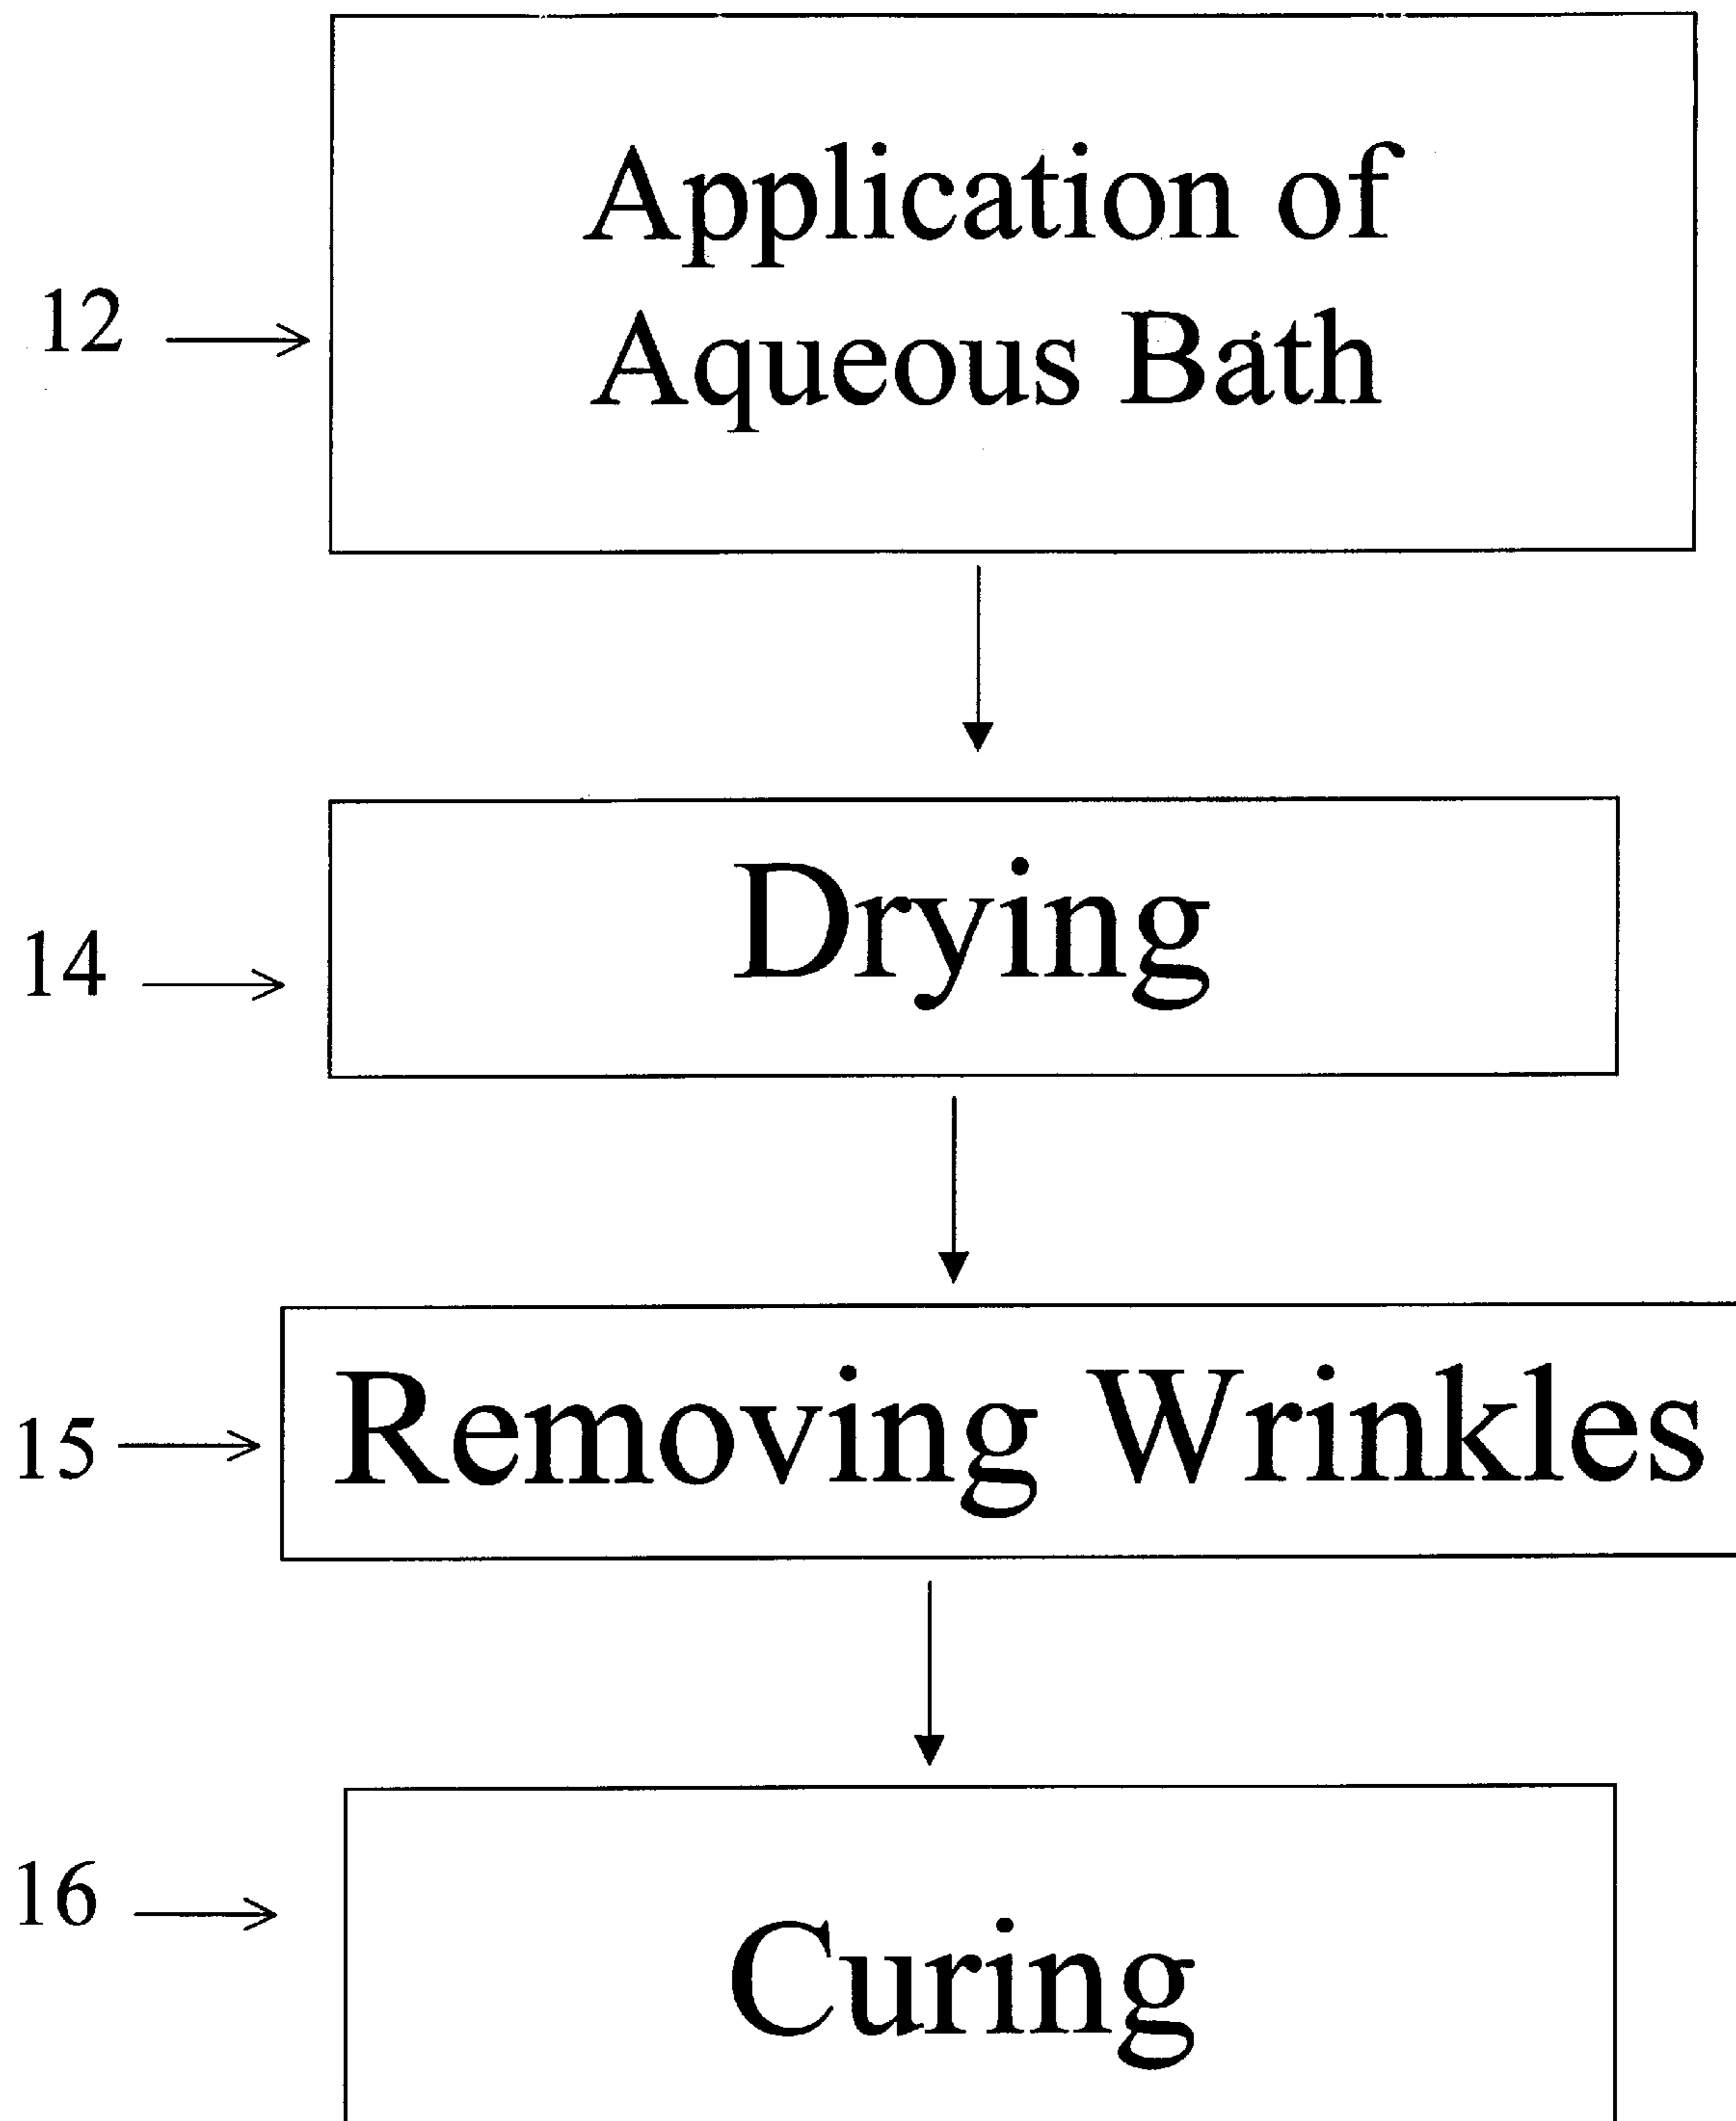 Application of
12
Aqueous Bath
14
Drying
15
Removing Wrinkles
16
Curing